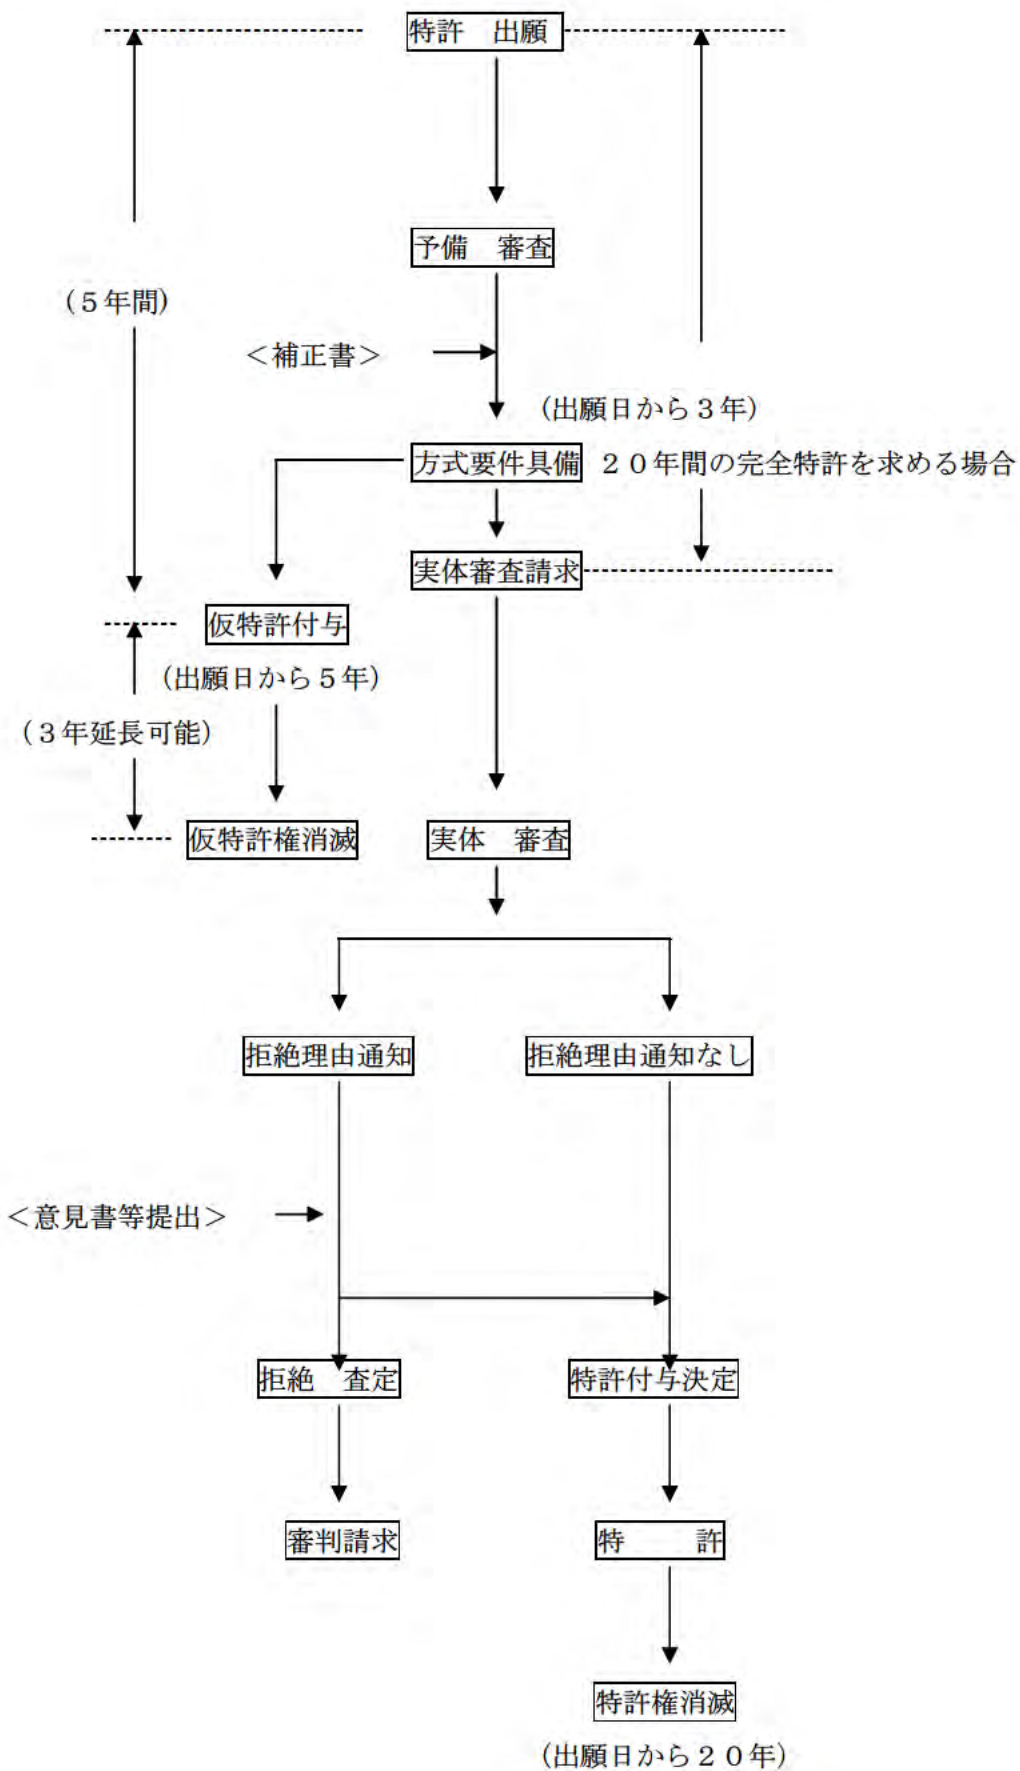 特許　出願
予備　審査
（５年間）
＜補正書＞
（出願日から３年）
方式要件具備　２０年間の完全特許を求める場合
実体審査請求
仮特許付与
（出願日から５年）
（３年延長可能）
仮特許権消滅　実体　審査
拒絶理由通知　拒絶理由通知なし
＜意見書等提出＞
拒絶　査定　特許付与決定
審判請求　特　　許
特許権消滅
（出願日から２０年）